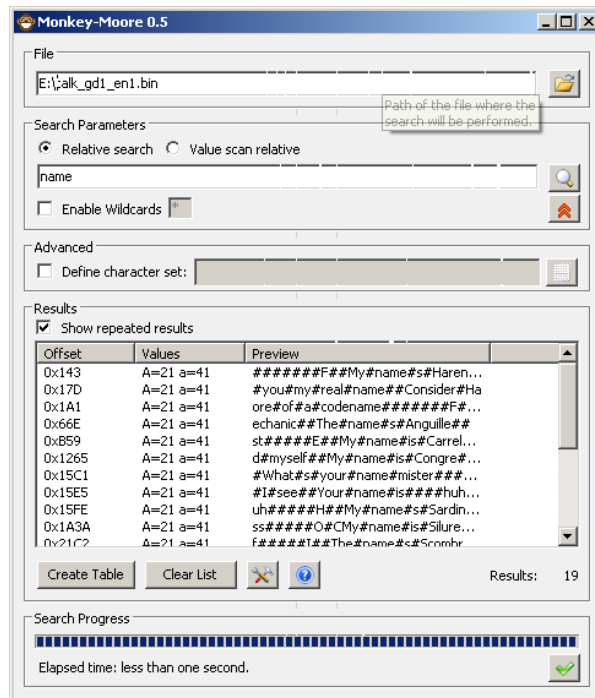 Monkey-Moore 0.5
File
E:\;alk_gd1_en1.bin
Path of the file where the
search will be performed.
Search Parameters
Relative search Value scan relative
name
Enable Wildcards *
Advanced
Define character set:
Results
Show repeated results
Offset Values Preview
0x143 A=21 a=41 #######F##My#name#s#Haren...
0x17D A=21 a=41 #you#my#real#name##Consider#Ha
0x1A1 A=21 a=41 ore#of#a#codename#######F#...
0x66E A=21 a=41 echanic##The#name#s#Anguille##
0xB59 A=21 a=41 st#####E##My#name#is#Carrel...
0x1265 A=21 a=41 d#myself##My#name#is#Congre#...
0x15C1 A=21 a=41 #What#s#your#name#mister###...
0x15E5 A=21 a=41 #I#see##Your#name#is####huh...
0x15FE A=21 a=41 uh#####H##My#name#s#Sardin...
0x1A3A A=21 a=41 ss#####O#CMy#name#is#Silure...
0x21C2 A=21 a=41 f#####I##The#name#s#Scombr...
Create Table Clear List Results: 19
Search Progress
Elapsed time: less than one second.